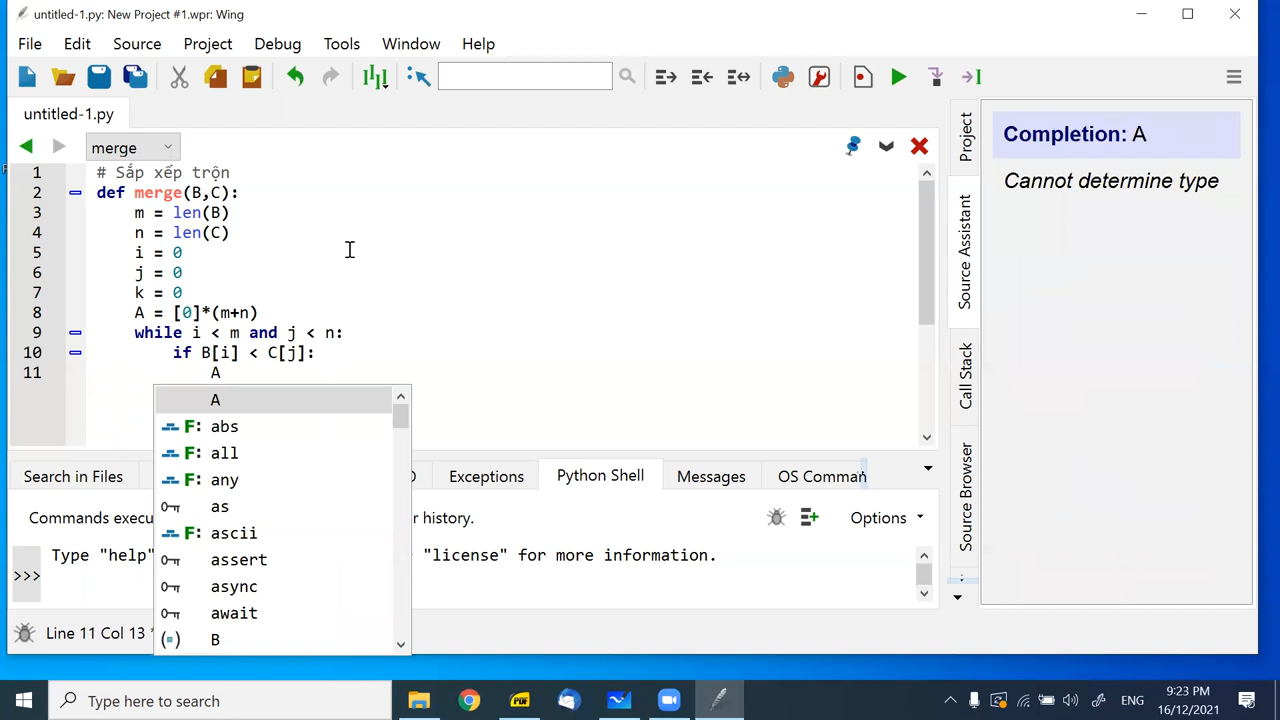 untitled-1.py: New Project #1.wpr: Wing
File Edit Source Project Debug Tools Window Help
untitled-1.py
merge
1 # Sắp xếp trộn
2 def merge(B,C):
3 m = len(B)
4 n = len(C)
5 i = 0
6 j = 0
7 k = 0
8 A = [0]*(m+n)
9 while i < m and j < n:
10 if B[i] < C[j]:
11 A
A
F: abs
F: all
F: any
as
F: ascii
assert
async
await
B
Project
Source Assistant
Call Stack
Source Browser
Completion: A
Cannot determine type
Search in Files Exceptions Python Shell Messages OS Comman
Commands execu r history. Options
>>> Type "help" "license" for more information.
Line 11 Col 13 *
Type here to search
PDF
ENG
9:23 PM
16/12/2021